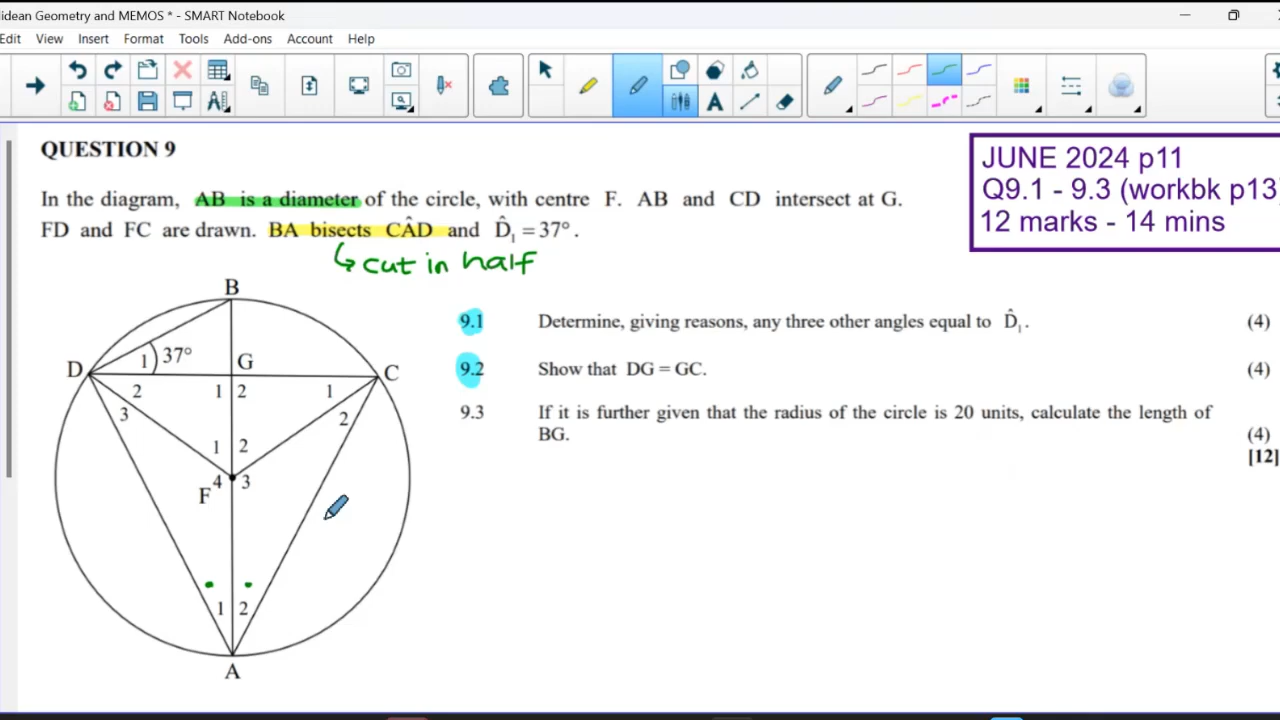 idean Geometry and MEMOS * - SMART Notebook
Edit View Insert Format Tools Add-ons Account Help
QUESTION 9
JUNE 2024 p11
Q9.1 - 9.3 (workbk p13)
12 marks - 14 mins
In the diagram, AB is a diameter of the circle, with centre F. AB and CD intersect at G.
FD and FC are drawn. BA bisects CÂD and D̂₁ = 37°.
↳ cut in half
B
9.1 Determine, giving reasons, any three other angles equal to D̂₁. (4)
1 37° G
D C
9.2 Show that DG = GC. (4)
2 1 2 1
3 2
9.3 If it is further given that the radius of the circle is 20 units, calculate the length of
BG. (4)
1 2
[12]
4 3
F
1 2
A